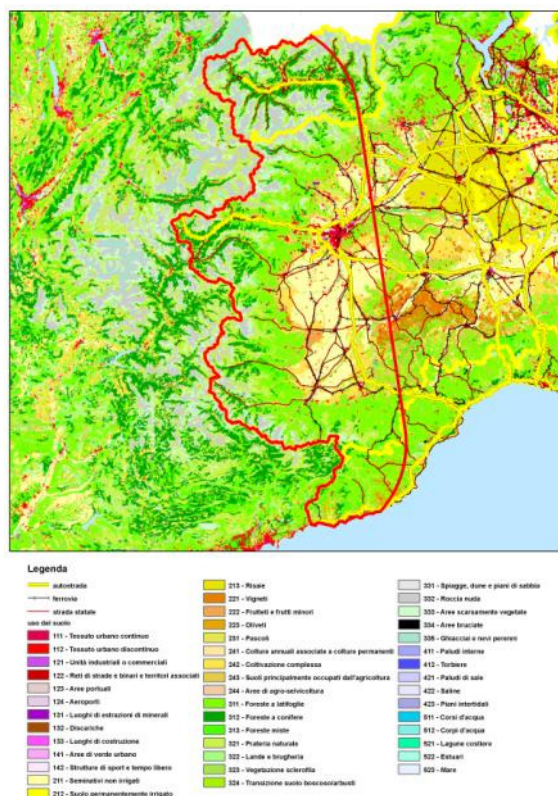 Legenda
autostrada
ferrovia
strada statale
uso del suolo
111 - Tessuto urbano continuo
112 - Tessuto urbano discontinuo
121 - Unità industriali o commerciali
122 - Reti di strade e binari e territori associati
123 - Aree portuali
124 - Aeroporti
131 - Luoghi di estrazioni di minerali
132 - Discariche
133 - Luoghi di costruzione
141 - Aree di verde urbano
142 - Strutture di sport e tempo libero
211 - Seminativi non irrigati
212 - Suolo permanentemente irrigato
213 - Risaie
221 - Vigneti
222 - Frutteti e frutti minori
223 - Oliveti
231 - Pascoli
241 - Colture annuali associate a colture permanenti
242 - Coltivazione complessa
243 - Suoli principalmente occupati dall'agricoltura
244 - Aree di agro-selvicoltura
311 - Foreste a latifoglie
312 - Foreste a conifere
313 - Foreste miste
321 - Prateria naturale
322 - Lande e brugheria
323 - Vegetazione sclerofila
324 - Transizione suolo boscoso/arbusti
331 - Spiagge, dune e piani di sabbia
332 - Roccia nuda
333 - Aree scarsamente vegetate
334 - Aree bruciate
335 - Ghiacciai e nevi perenni
411 - Paludi interne
412 - Torbiere
421 - Paludi di sale
422 - Saline
423 - Piani intertidali
511 - Corsi d'acqua
512 - Corpi d'acqua
521 - Lagune costiere
522 - Estuari
523 - Mare